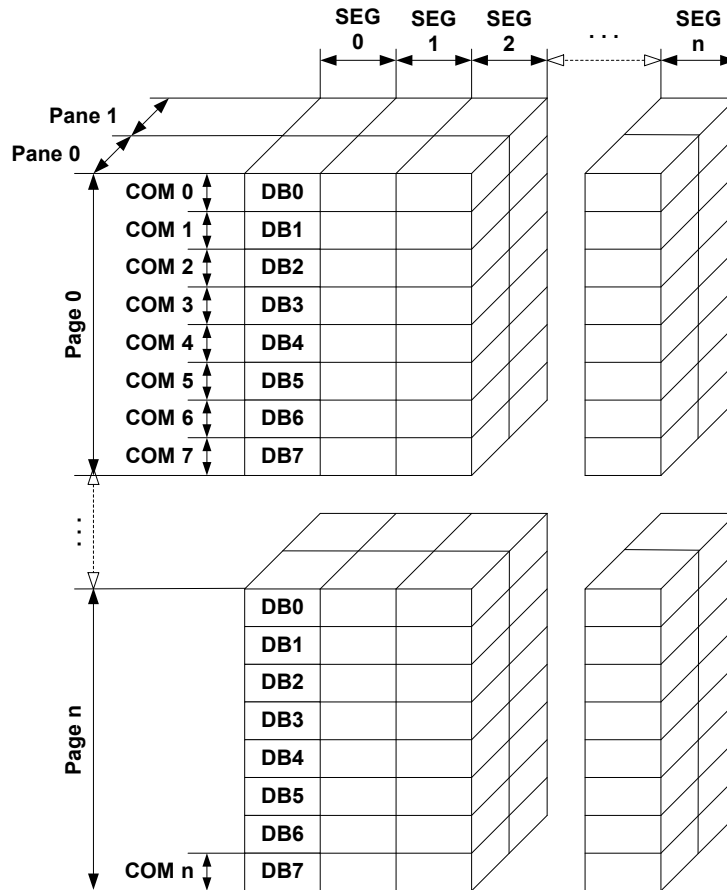 SEG 0
SEG 1
SEG 2
. . .
SEG n
Pane 1
Pane 0
Page 0
COM 0 DB0
COM 1 DB1
COM 2 DB2
COM 3 DB3
COM 4 DB4
COM 5 DB5
COM 6 DB6
COM 7 DB7
. . .
Page n
DB0
DB1
DB2
DB3
DB4
DB5
DB6
COM n DB7